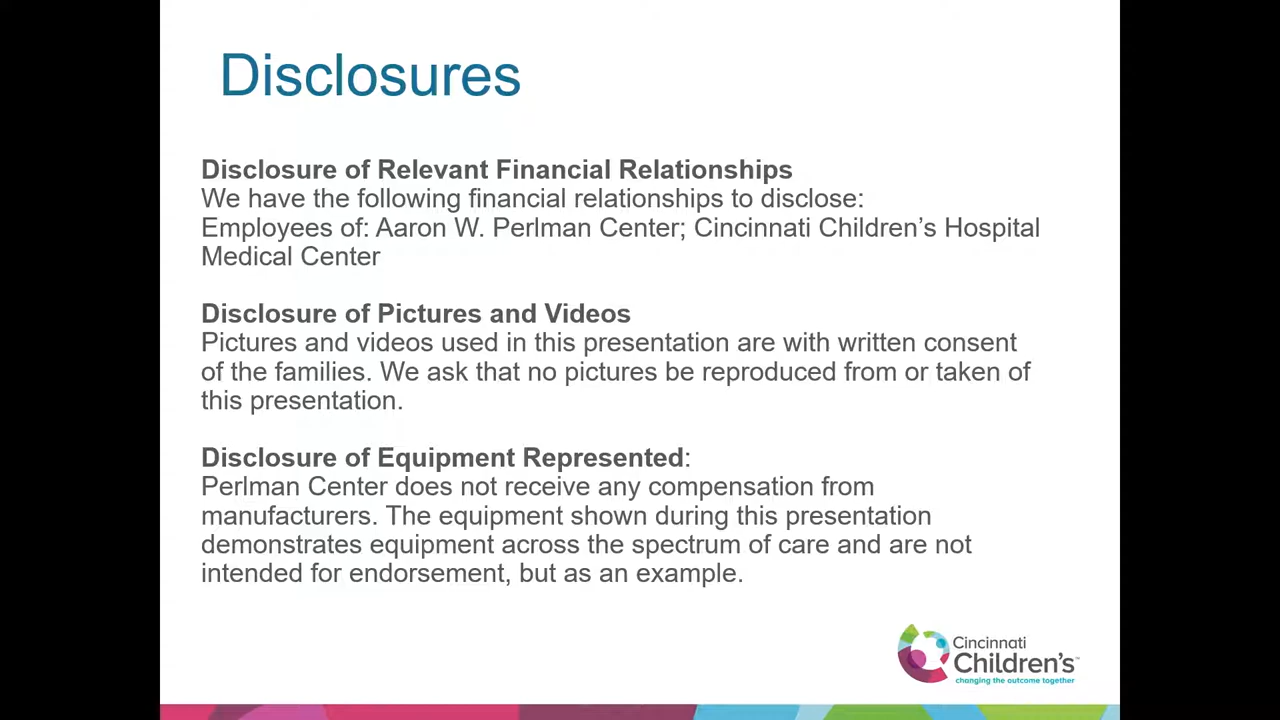 Disclosures
Disclosure of Relevant Financial Relationships
We have the following financial relationships to disclose:
Employees of: Aaron W. Perlman Center; Cincinnati Children’s Hospital
Medical Center
Disclosure of Pictures and Videos
Pictures and videos used in this presentation are with written consent
of the families. We ask that no pictures be reproduced from or taken of
this presentation.
Disclosure of Equipment Represented:
Perlman Center does not receive any compensation from
manufacturers. The equipment shown during this presentation
demonstrates equipment across the spectrum of care and are not
intended for endorsement, but as an example.
Cincinnati
Children’s™
changing the outcome together